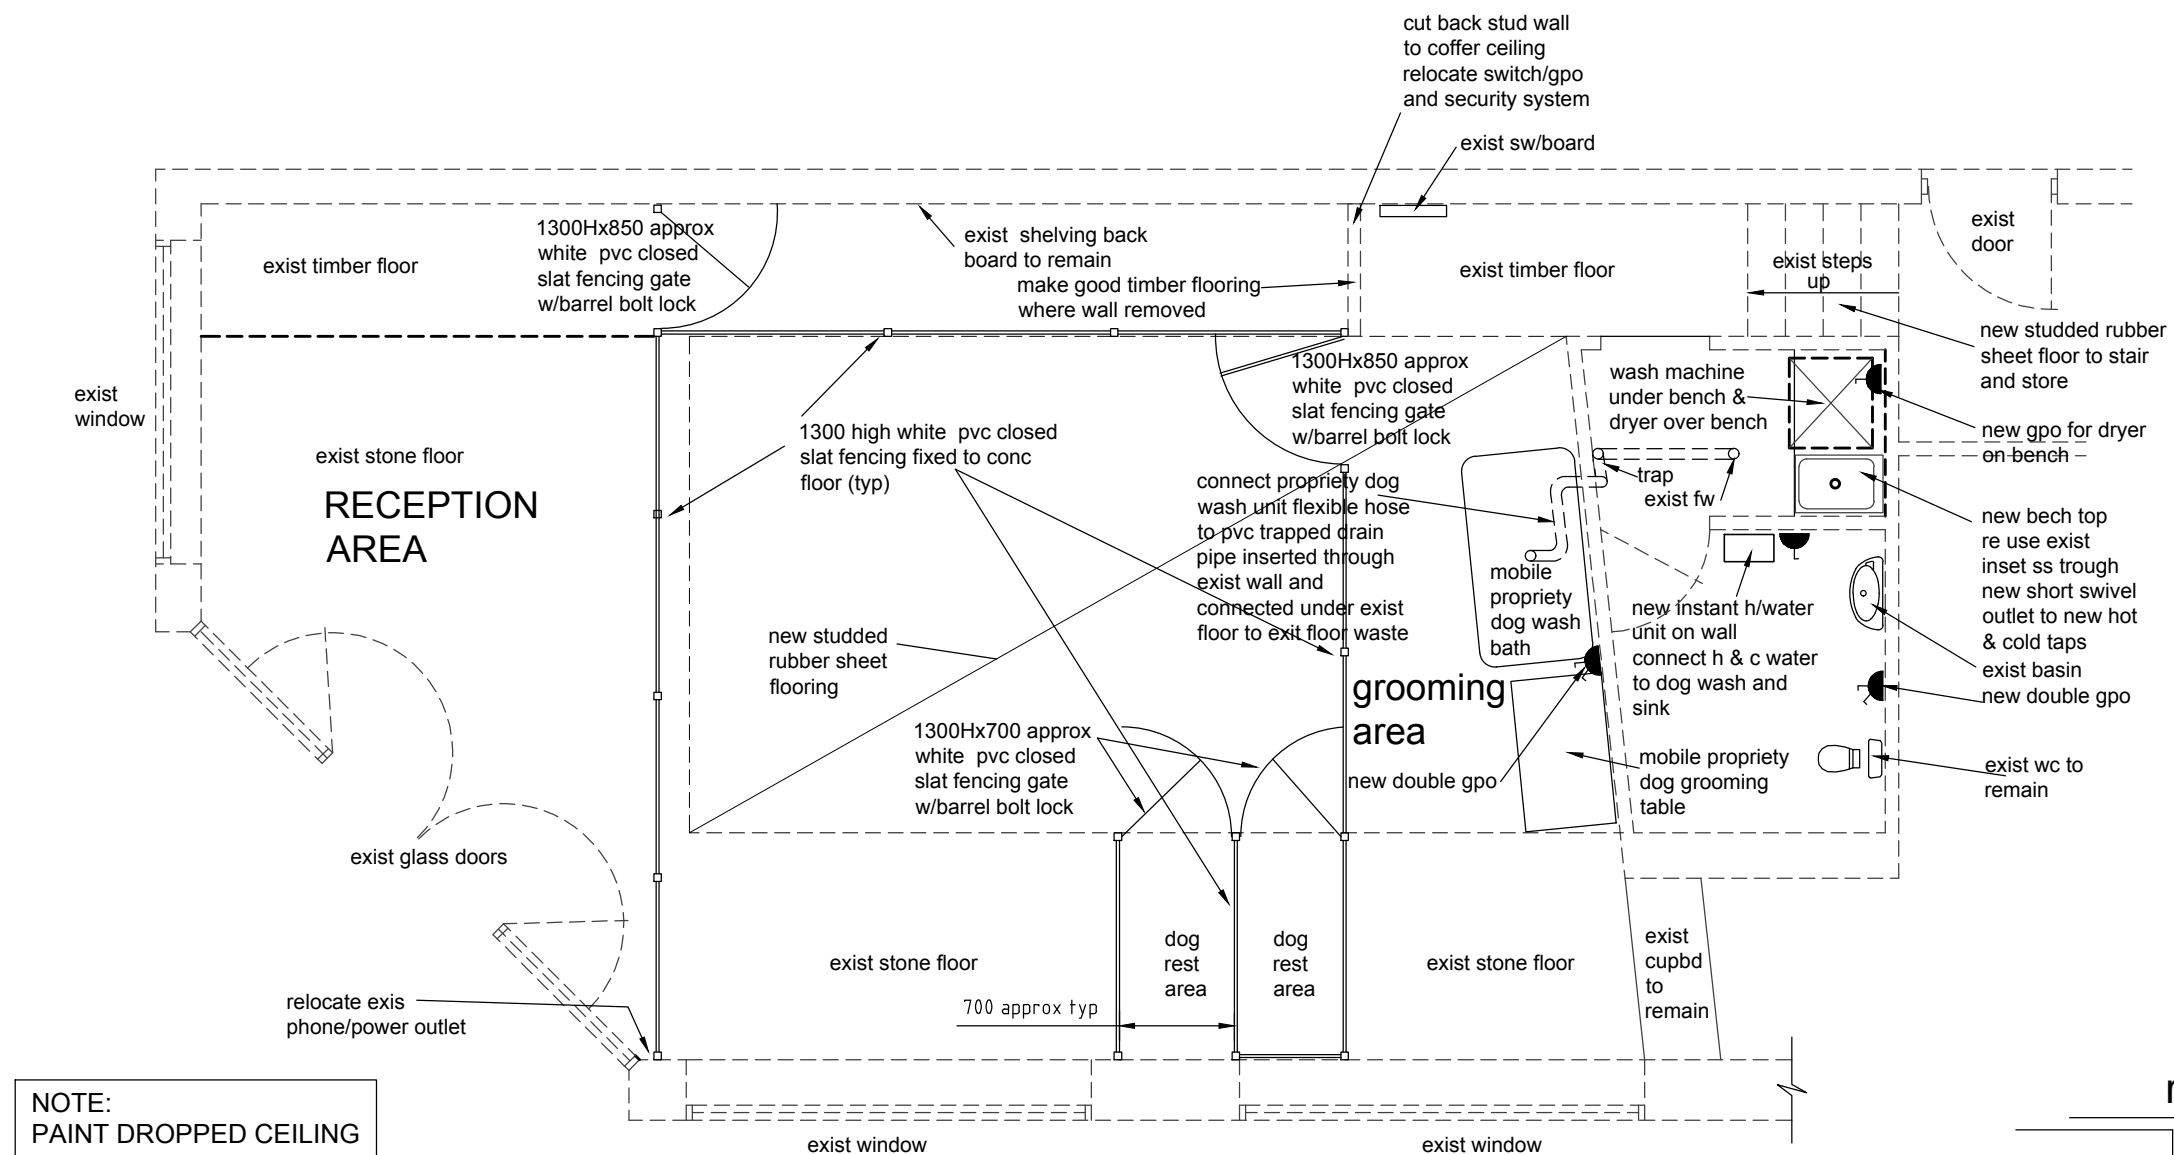 cut back stud wall
to coffer ceiling
relocate switch/gpo
and security system
exist sw/board
1300Hx850 approx
white pvc closed
slat fencing gate
w/barrel bolt lock
exist timber floor
exist shelving back
board to remain
make good timber flooring
where wall removed
exist timber floor
exist steps
up
exist
door
new studded rubber
sheet floor to stair
and store
exist
window
exist stone floor
RECEPTION
AREA
1300 high white pvc closed
slat fencing fixed to conc
floor (typ)
1300Hx850 approx
white pvc closed
slat fencing gate
w/barrel bolt lock
wash machine
under bench &
dryer over bench
new gpo for dryer
on bench
connect propriety dog
wash unit flexible hose
to pvc trapped drain
pipe inserted through
exist wall and
connected under exist
floor to exit floor waste
trap
exist fw
new bech top
re use exist
inset ss trough
new short swivel
outlet to new hot
& cold taps
exist basin
new double gpo
mobile
propriety
dog wash
bath
new instant h/water
unit on wall
connect h & c water
to dog wash and
sink
new studded
rubber sheet
flooring
grooming
area
1300Hx700 approx
white pvc closed
slat fencing gate
w/barrel bolt lock
new double gpo
mobile propriety
dog grooming
table
exist wc to
remain
exist glass doors
exist stone floor
dog
rest
area
dog
rest
area
exist stone floor
exist
cupbd
to
remain
700 approx typ
relocate exis
phone/power outlet
NOTE:
PAINT DROPPED CEILING
exist window
exist window